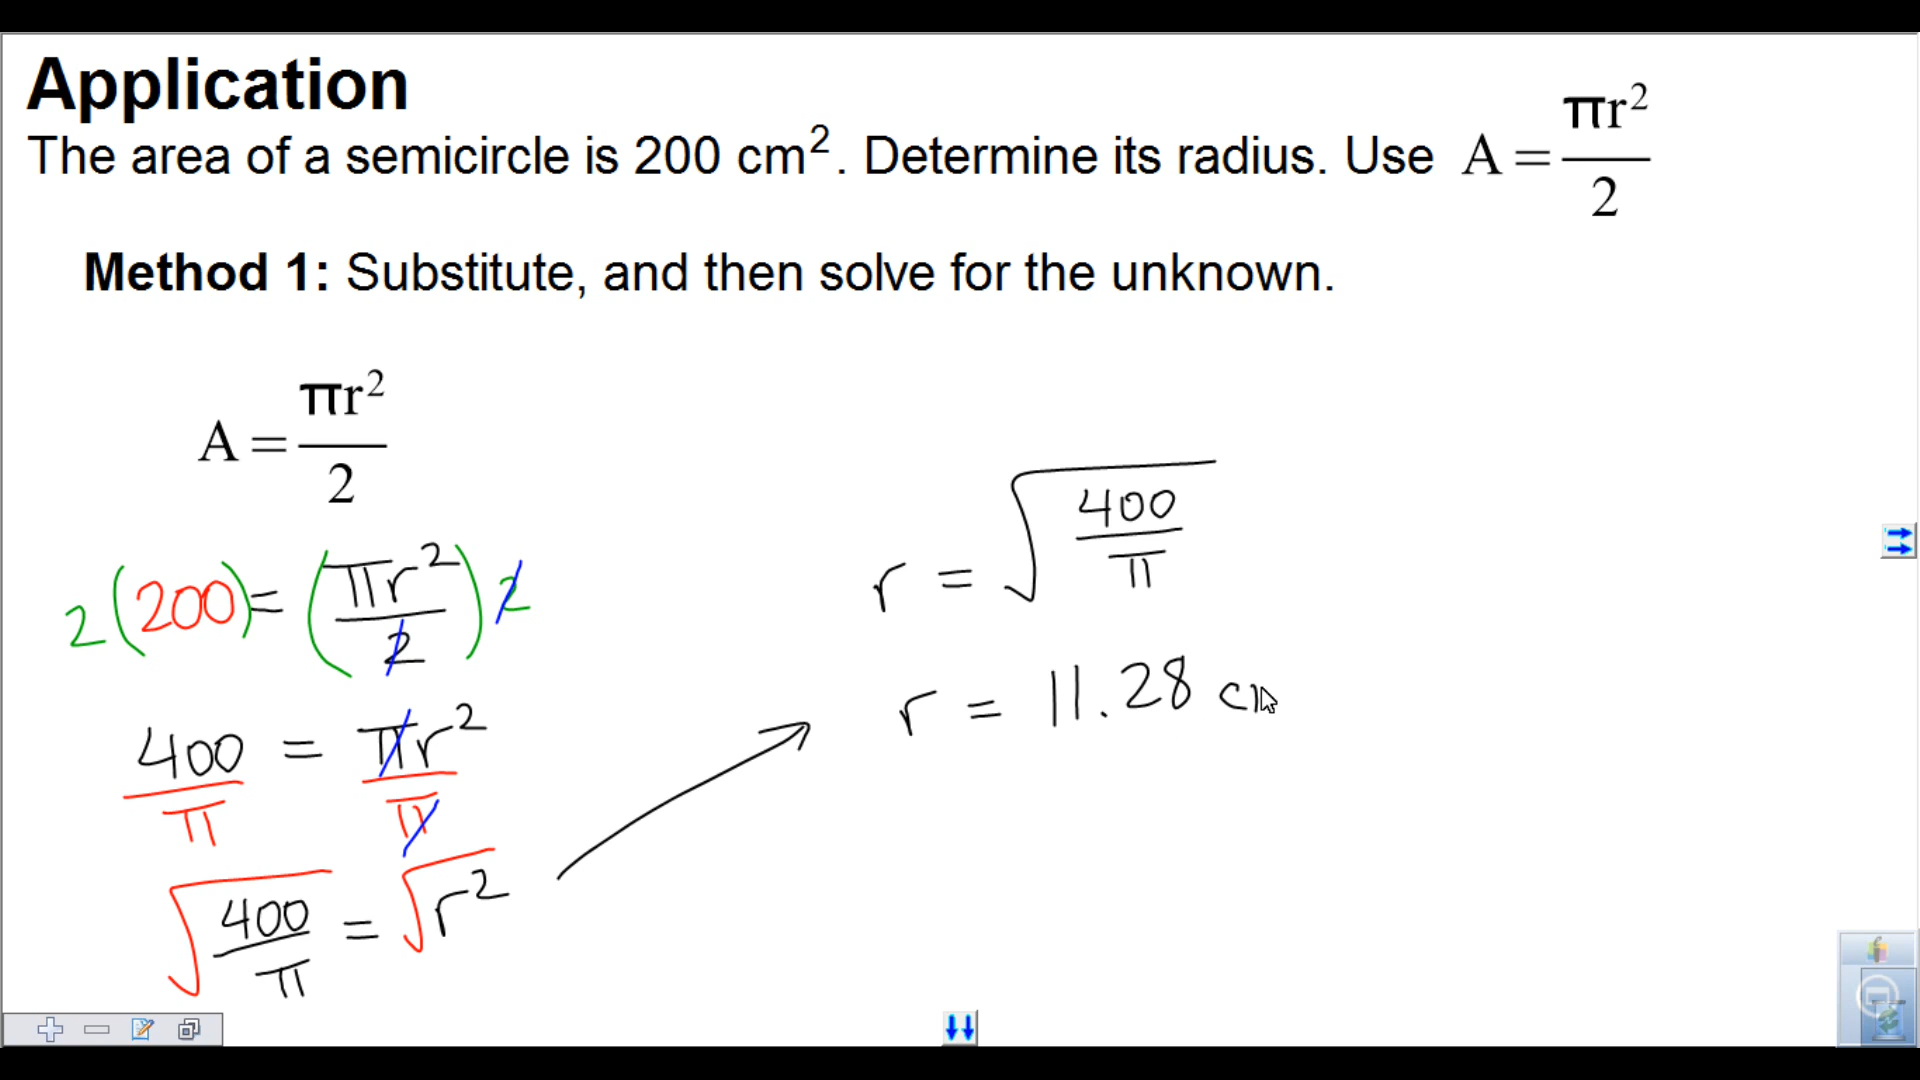 Application
The area of a semicircle is 200 cm². Determine its radius. Use A = πr²/2
Method 1: Substitute, and then solve for the unknown.
A = πr²/2
2(200) = (πr²/2)2
400/π = πr²/π
√(400/π) = √r²
r = √(400/π)
r = 11.28 cm